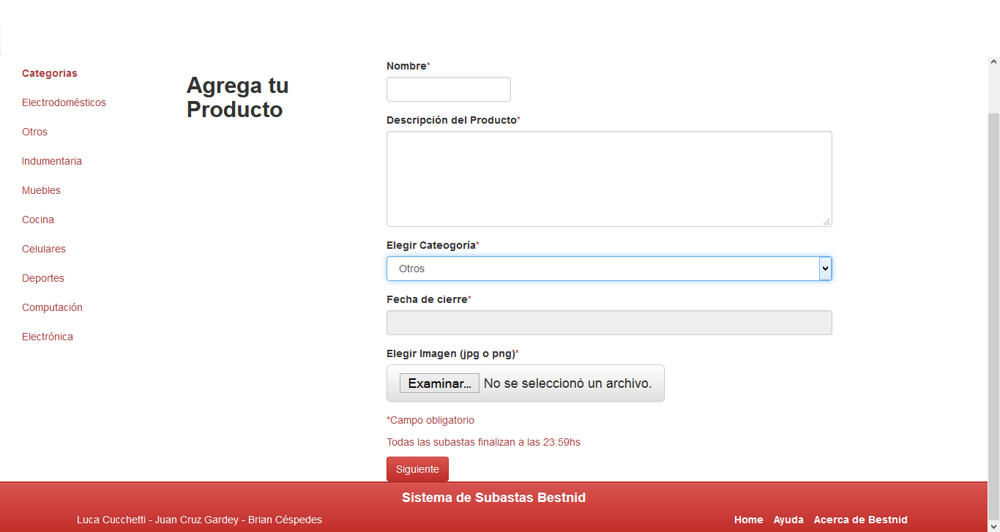 Categorias
Electrodomésticos
Otros
Indumentaria
Muebles
Cocina
Celulares
Deportes
Computación
Electrónica
Agrega tu
Producto
Nombre*
Descripción del Producto*
Elegir Cateogoría*
Otros
Fecha de cierre*
Elegir Imagen (jpg o png)*
Examinar... No se seleccionó un archivo.
*Campo obligatorio
Todas las subastas finalizan a las 23:59hs
Siguiente
Sistema de Subastas Bestnid
Luca Cucchetti - Juan Cruz Gardey - Brian Céspedes
Home Ayuda Acerca de Bestnid